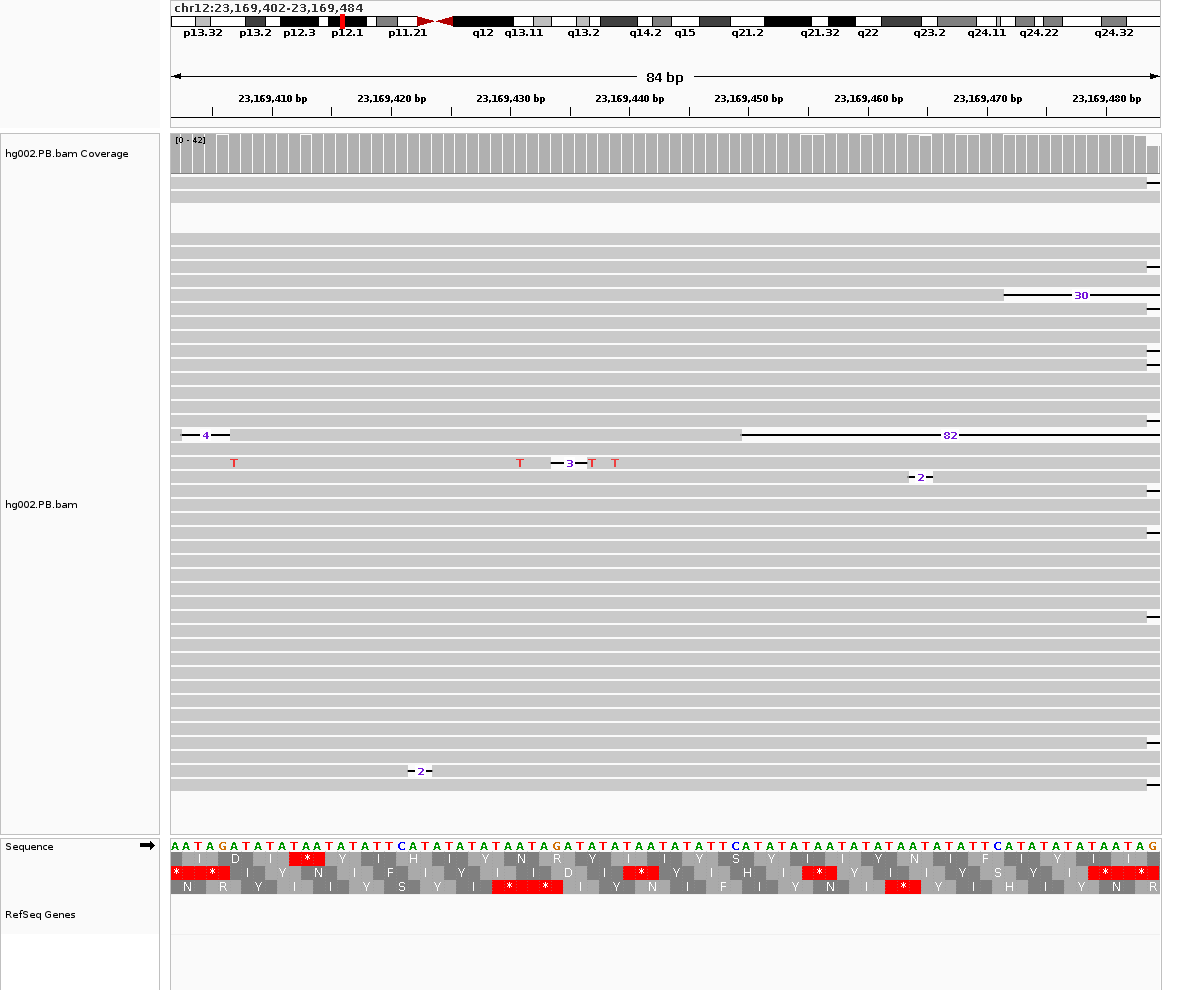 chr12:23,169,402-23,169,484
p13.32 p13.2 p12.3 p12.1 p11.21 q12 q13.11 q13.2 q14.2 q15 q21.2 q21.32 q22 q23.2 q24.11 q24.22 q24.32
84 bp
23,169,410 bp 23,169,420 bp 23,169,430 bp 23,169,440 bp 23,169,450 bp 23,169,460 bp 23,169,470 bp 23,169,480 bp
[0 - 42]
hg002.PB.bam Coverage
30
4 82
T T 3 T T
2
hg002.PB.bam
2
Sequence A A T A G A T A T A T A A T A T A T T C A T A T A T A T A A T A G A T A T A T A A T A T A T T C A T A T A T A A T A T A T A A T A T A T T C A T A T A T A T A A T A G
I D I * Y I H I Y N R Y I I Y S Y I I Y N I F I Y I I
* * I Y N I F I Y I I D I * Y I H I * Y I I Y S Y I * *
N R Y I I Y S Y I * * I Y N I F I Y N I * Y I H I Y N R
RefSeq Genes